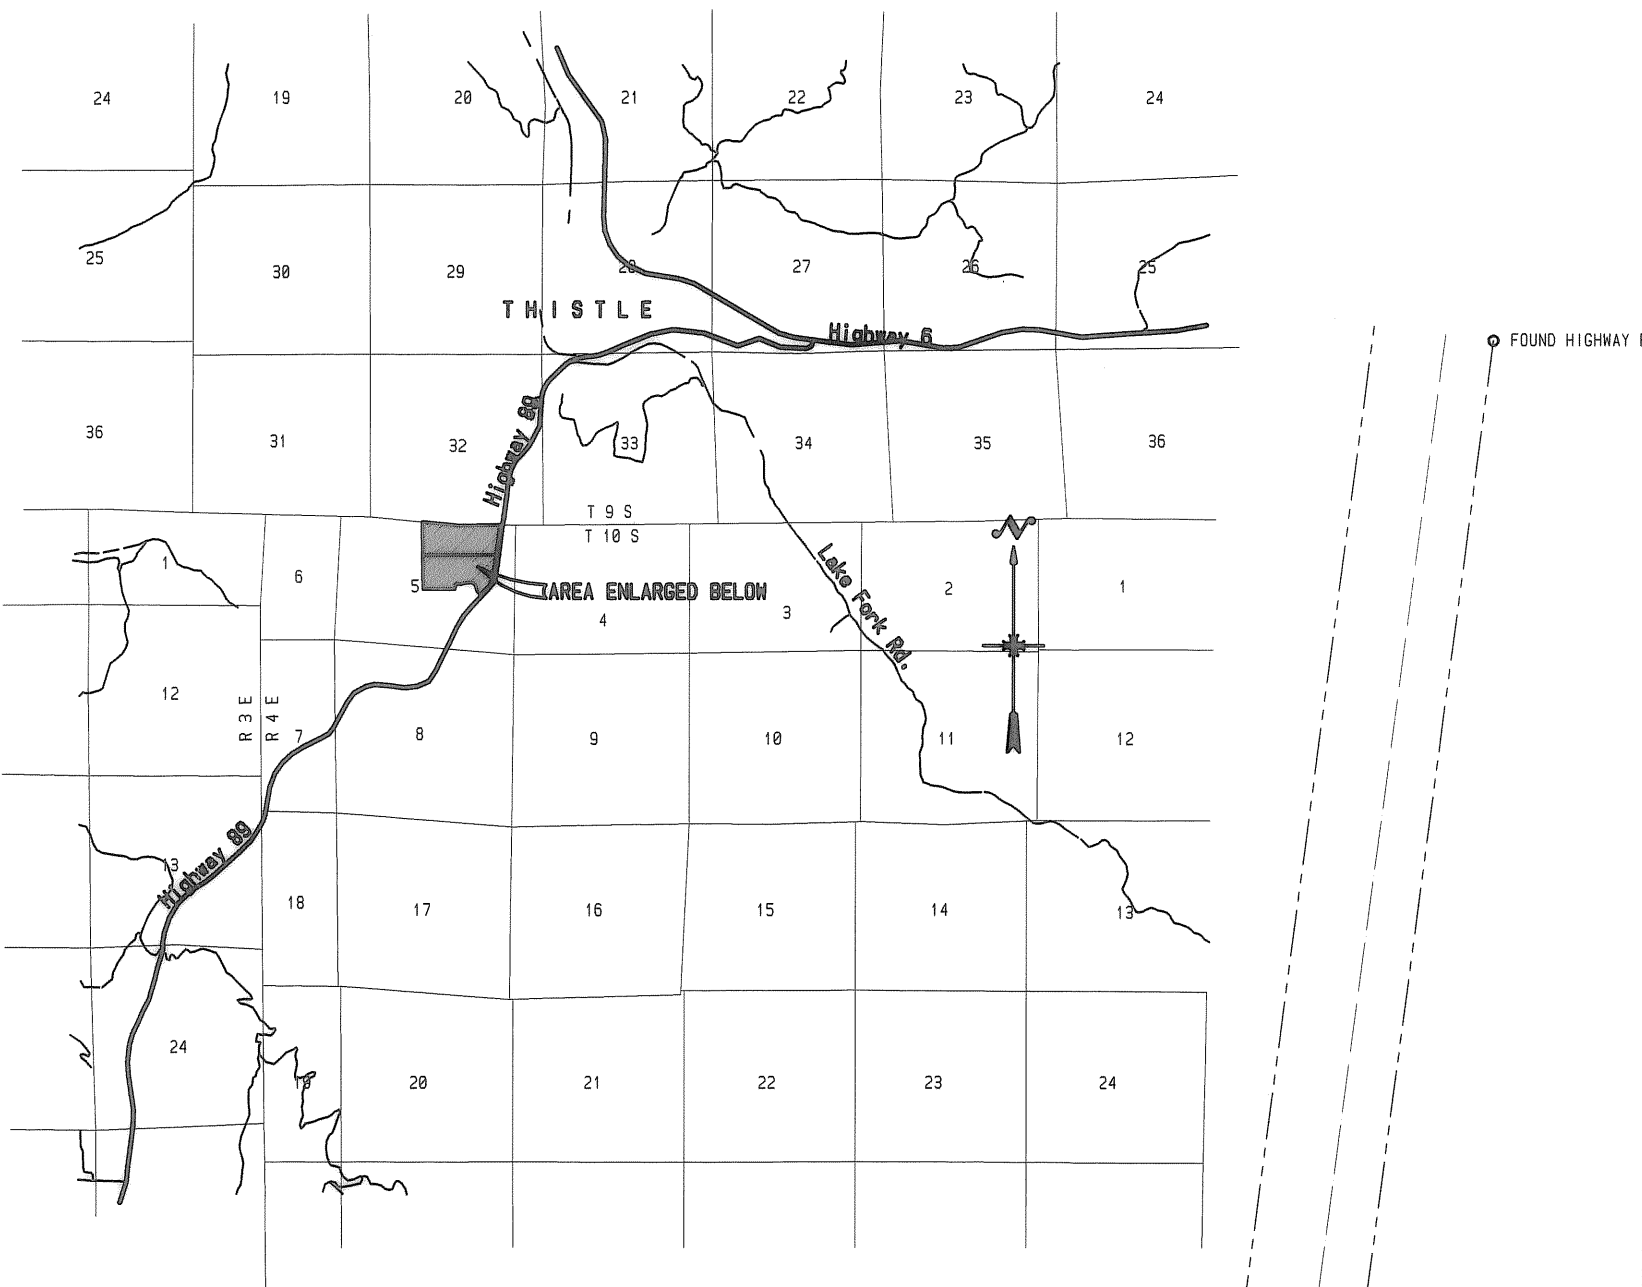 24 19 20 21 22 23 24
25 30 29 28 27 26 25
THISTLE
Highway 6
FOUND HIGHWAY
36 31 32 33 34 35 36
Highway 89
T 9 S
T 10 S
1 6 5 4 3 2 1
AREA ENLARGED BELOW
Lake Fork Rd.
R 3 E
R 4 E
12 7 8 9 10 11 12
Highway 89
13 18 17 16 15 14 13
24 19 20 21 22 23 24